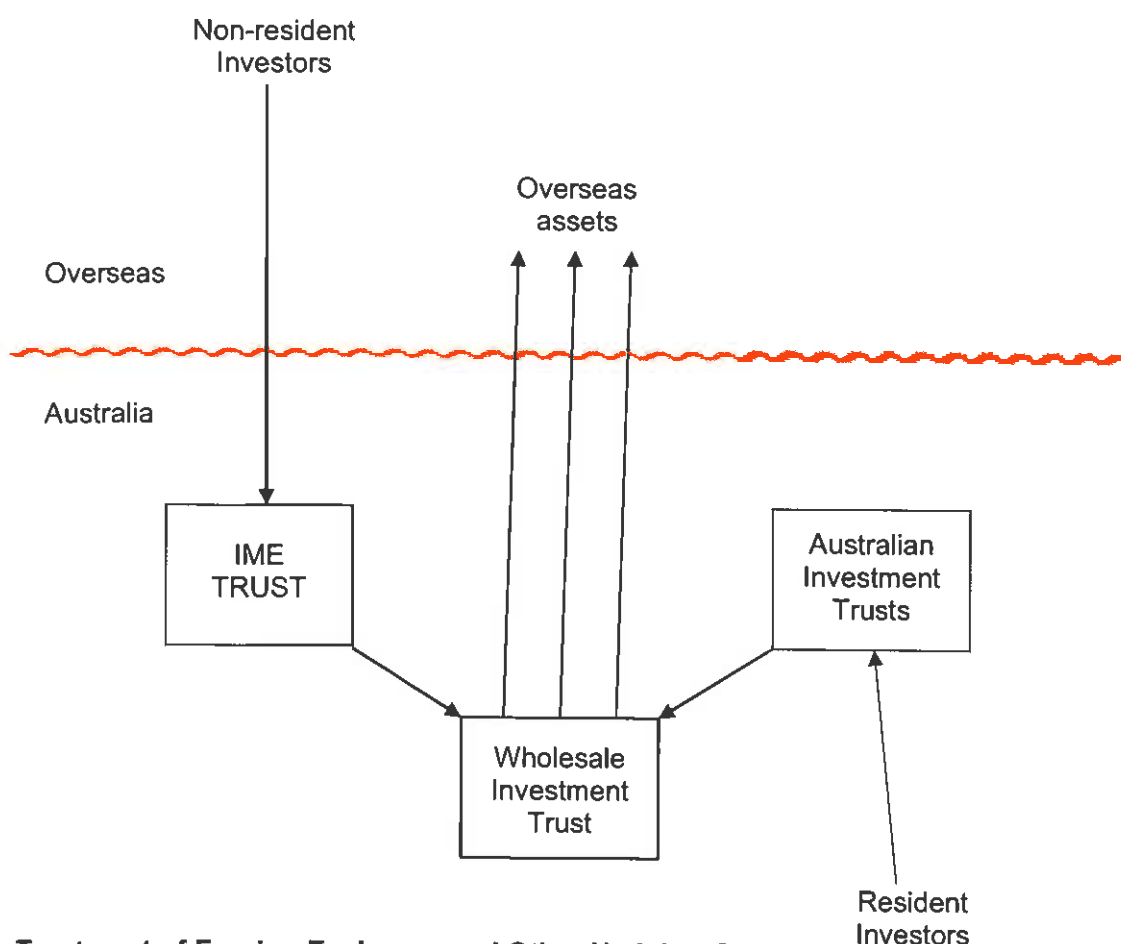 Non-resident
Investors
Overseas
assets
Overseas
Australia
IME
TRUST
Australian
Investment
Trusts
Wholesale
Investment
Trust
Resident
Investors